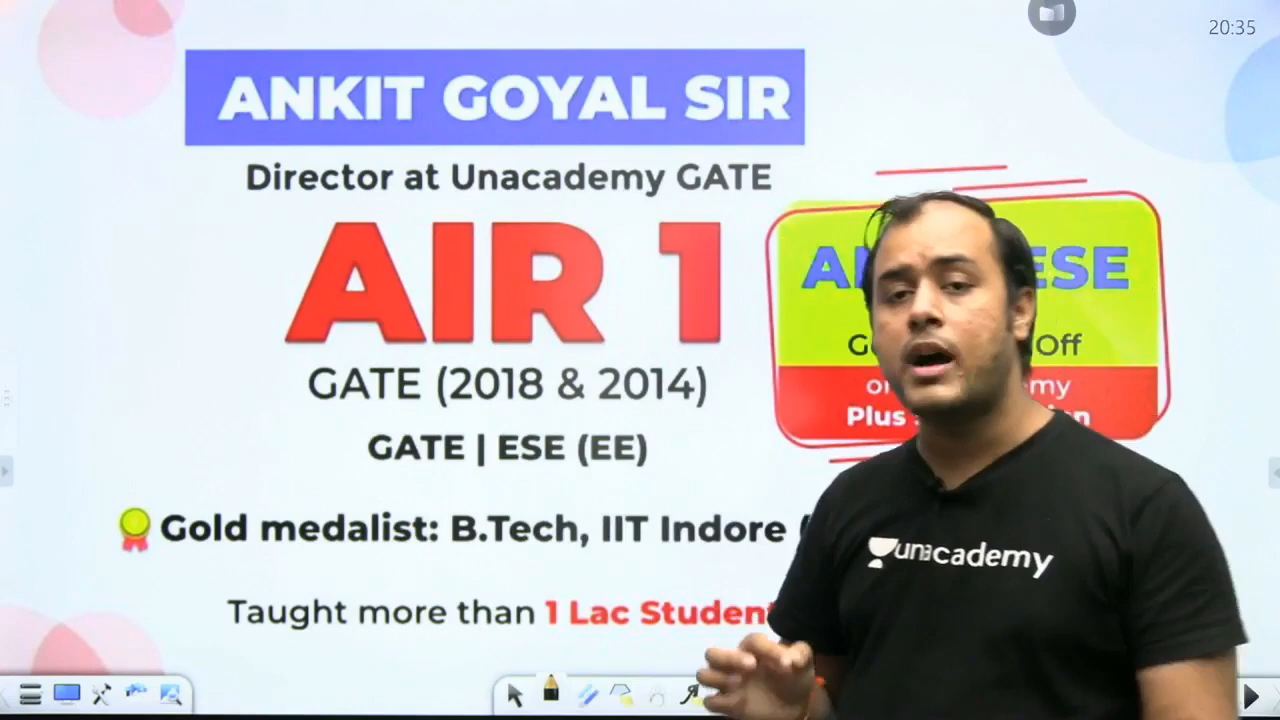 20:35
ANKIT GOYAL SIR
Director at Unacademy GATE
AIR 1
GATE (2018 & 2014)
GATE | ESE (EE)
Gold medalist: B.Tech, IIT Indore
Taught more than 1 Lac
ESE
Off
Plus
unacademy